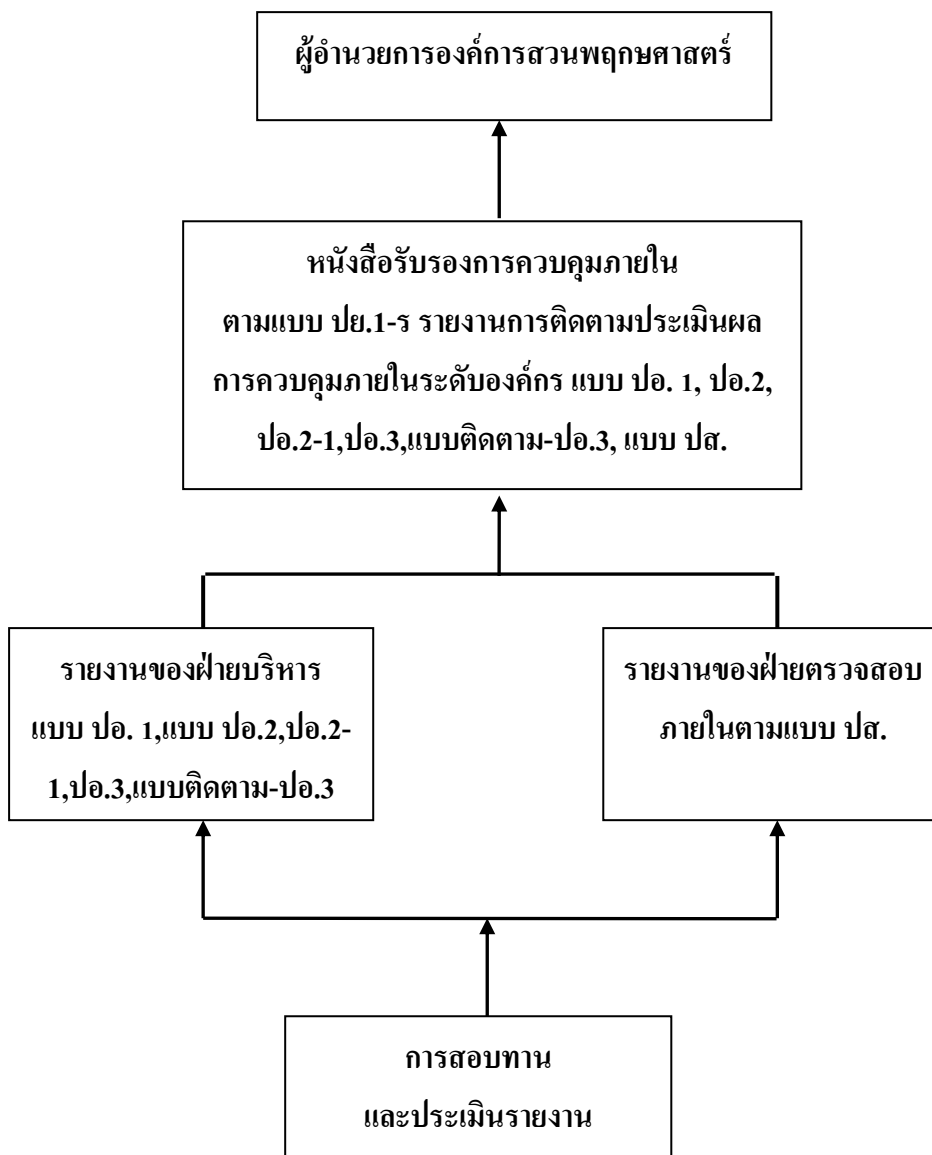 ผู้อำนวยการองค์การสวนพฤกษศาสตร์
หนังสือรับรองการควบคุมภายใน
ตามแบบ ปย.1-ร รายงานการติดตามประเมินผล
การควบคุมภายในระดับองค์กร แบบ ปอ. 1, ปอ.2,
ปอ.2-1,ปอ.3,แบบติดตาม-ปอ.3, แบบ ปส.
รายงานของฝ่ายบริหาร
แบบ ปอ. 1,แบบ ปอ.2,ปอ.2-
1,ปอ.3,แบบติดตาม-ปอ.3
รายงานของฝ่ายตรวจสอบ
ภายในตามแบบ ปส.
การสอบทาน
และประเมินรายงาน